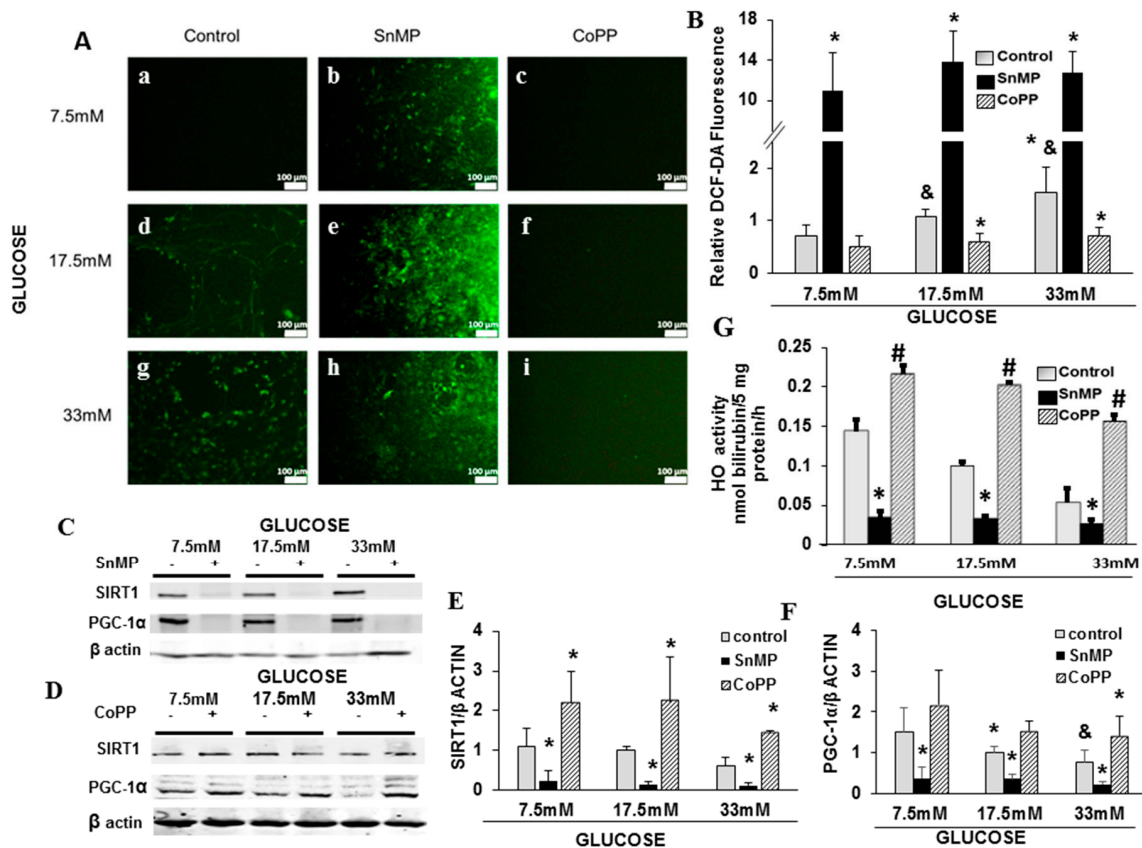 A
Control SnMP CoPP
GLUCOSE
7.5mM
a b c
100 µm 100 µm 100 µm
17.5mM
d e f
100 µm 100 µm 100 µm
33mM
g h i
100 µm 100 µm 100 µm
B
Relative DCF-DA Fluorescence
18
14
10
2
1
0
* * *
* &
&
* *
Control
SnMP
CoPP
7.5mM 17.5mM 33mM
GLUCOSE
G
HO activity
nmol bilirubin/5 mg
protein/h
0.25
0.2
0.15
0.1
0.05
0
# # #
* * *
Control
SnMP
CoPP
7.5mM 17.5mM 33mM
GLUCOSE
C
GLUCOSE
7.5mM 17.5mM 33mM
SnMP - + - + - +
SIRT1
PGC-1α
β actin
D
GLUCOSE
7.5mM 17.5mM 33mM
CoPP - + - + - +
SIRT1
PGC-1α
β actin
E
SIRT1/β ACTIN
4
3
2
1
0
* * *
* * *
control
SnMP
CoPP
7.5mM 17.5mM 33mM
GLUCOSE
F
PGC-1α/β ACTIN
4
3
2
1
0
* * * & * *
control
SnMP
CoPP
7.5mM 17.5mM 33mM
GLUCOSE